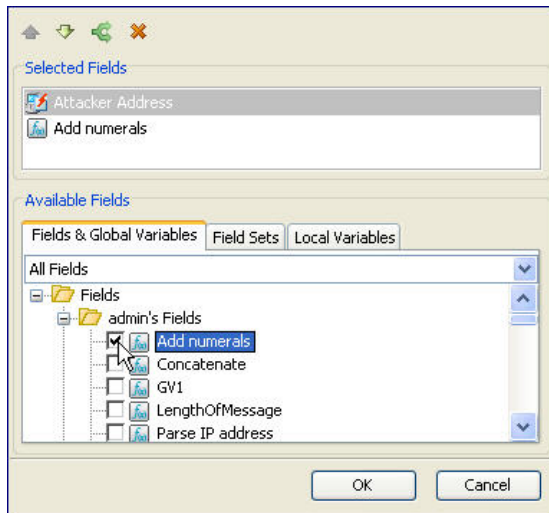 Selected Fields
Attacker Address
Add numerals
Available Fields
Fields & Global Variables Field Sets Local Variables
All Fields
Fields
admin's Fields
Add numerals
Concatenate
GV1
LengthOfMessage
Parse IP address
OK Cancel